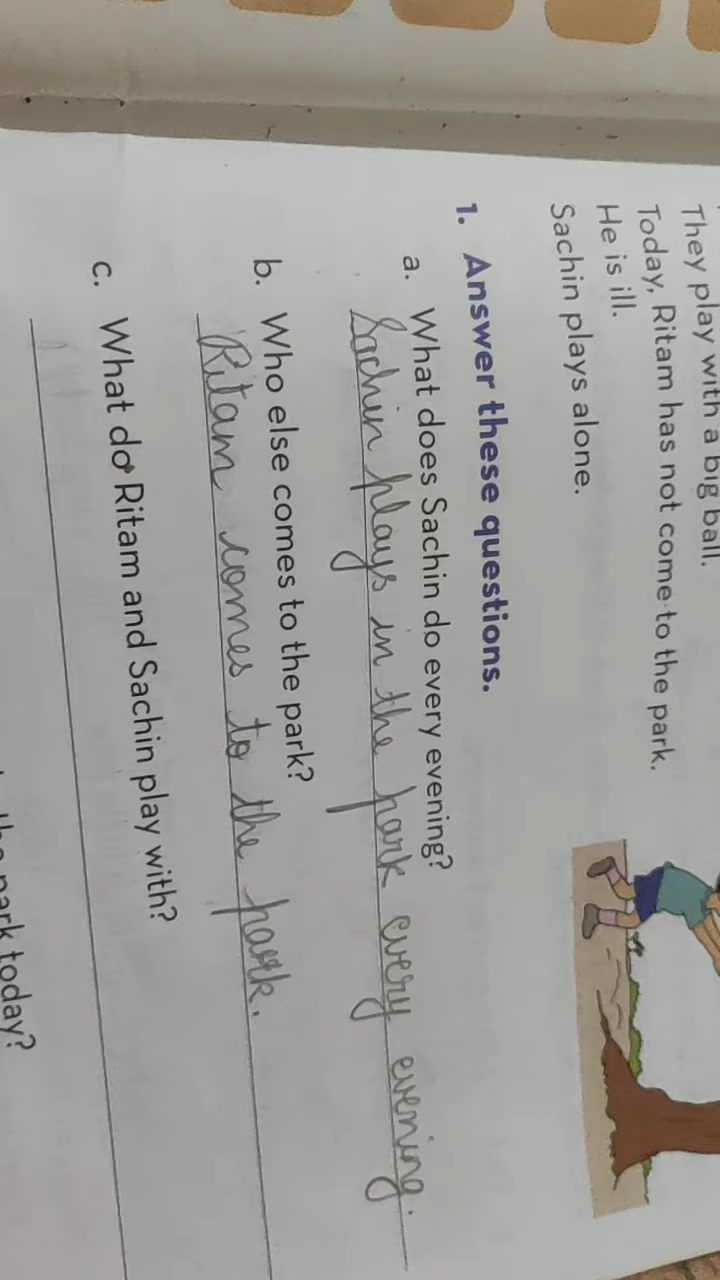 They play with a big ball.
Today, Ritam has not come to the park.
He is ill.
Sachin plays alone.
1. Answer these questions.
a. What does Sachin do every evening?
Sachin plays in the park every evening.
b. Who else comes to the park?
Ritam comes to the park.
c. What do Ritam and Sachin play with?
park today?